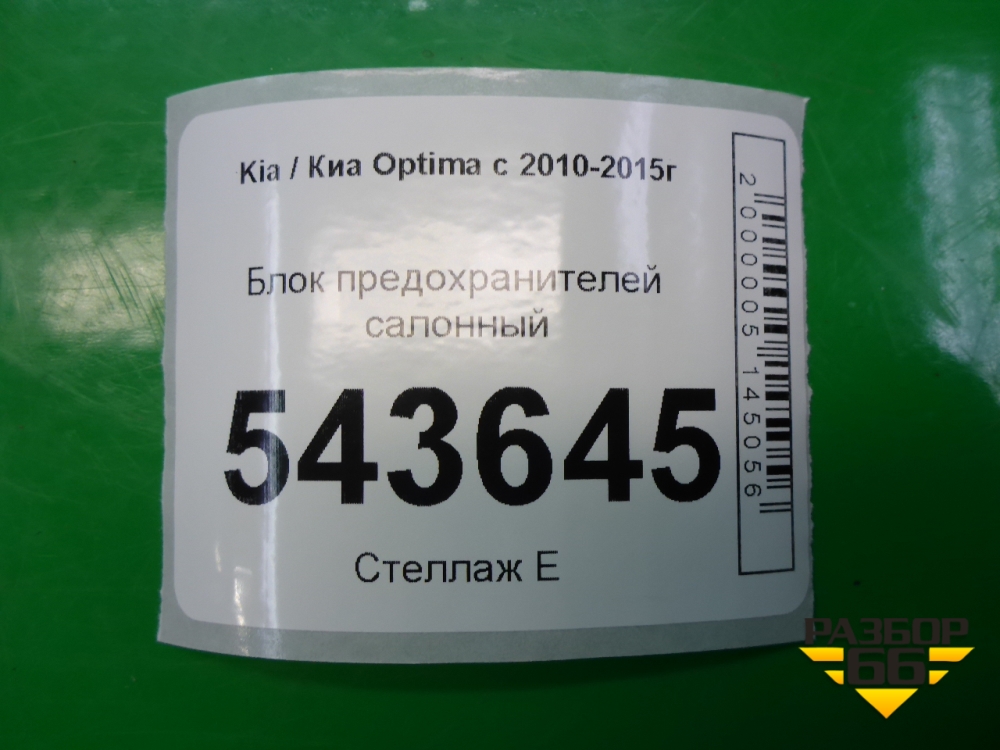 Kia / Киа Optima с 2010-2015г
Блок предохранителей
салонный
543645
Стеллаж Е
2000005145056
РАЗБОР
66